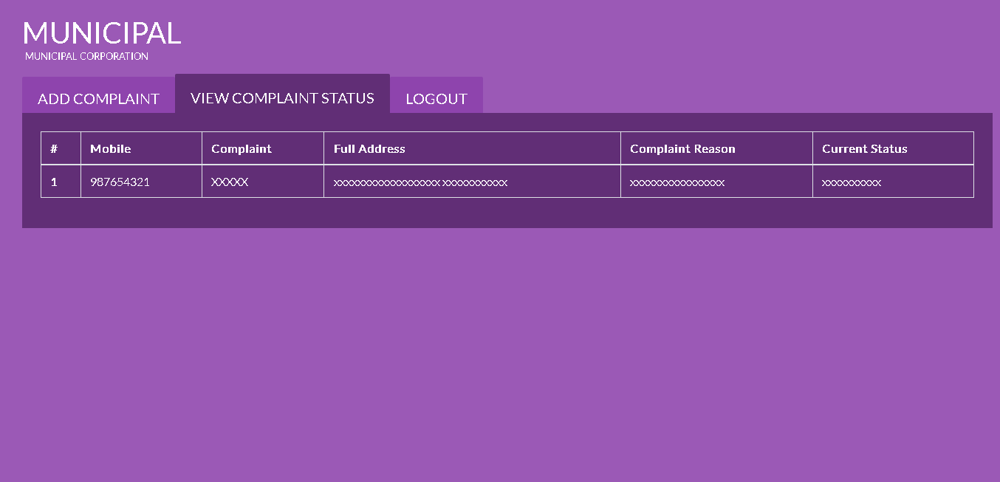 MUNICIPAL
MUNICIPAL CORPORATION
ADD COMPLAINT VIEW COMPLAINT STATUS LOGOUT
# Mobile Complaint Full Address Complaint Reason Current Status
1 987654321 XXXXX xxxxxxxxxxxxxxxxxx xxxxxxxxxxx xxxxxxxxxxxxxxxx xxxxxxxxxx